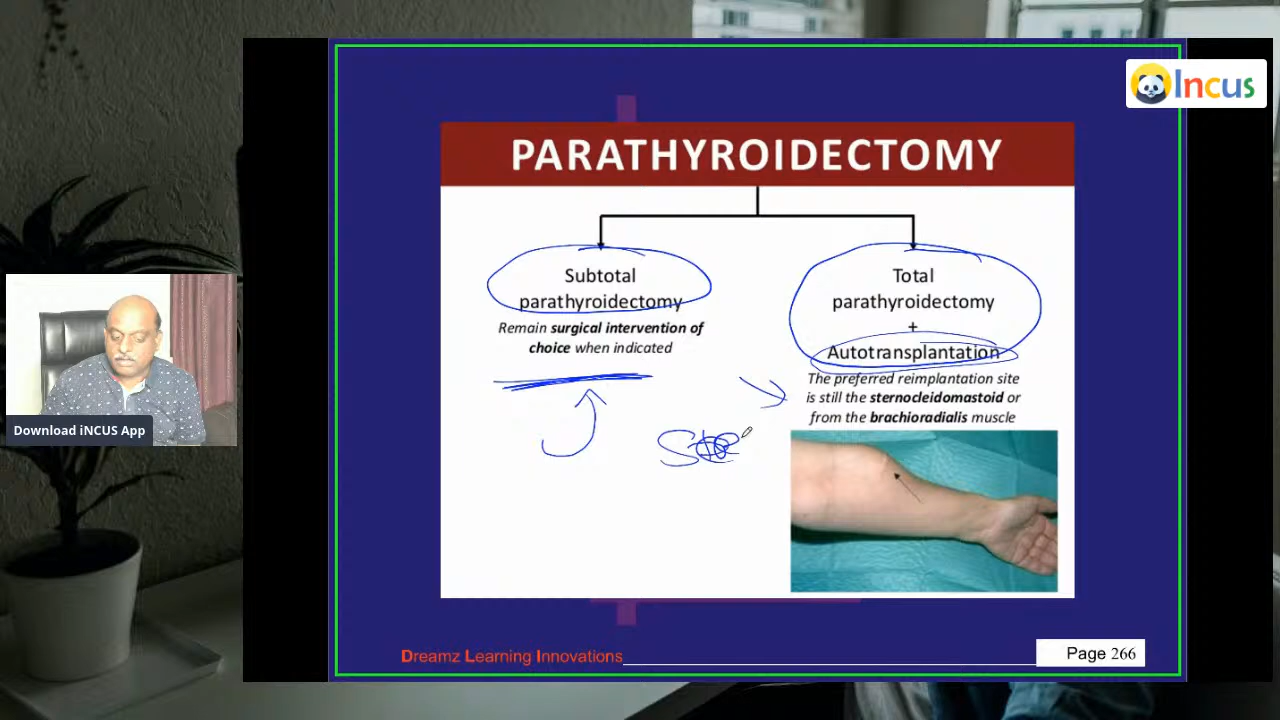 Incus
PARATHYROIDECTOMY
Subtotal
parathyroidectomy
Remain surgical intervention of
choice when indicated
Total
parathyroidectomy
+
Autotransplantation
The preferred reimplantation site
is still the sternocleidomastoid or
from the brachioradialis muscle
Download iNCUS App
Dreamz Learning Innovations
Page 266